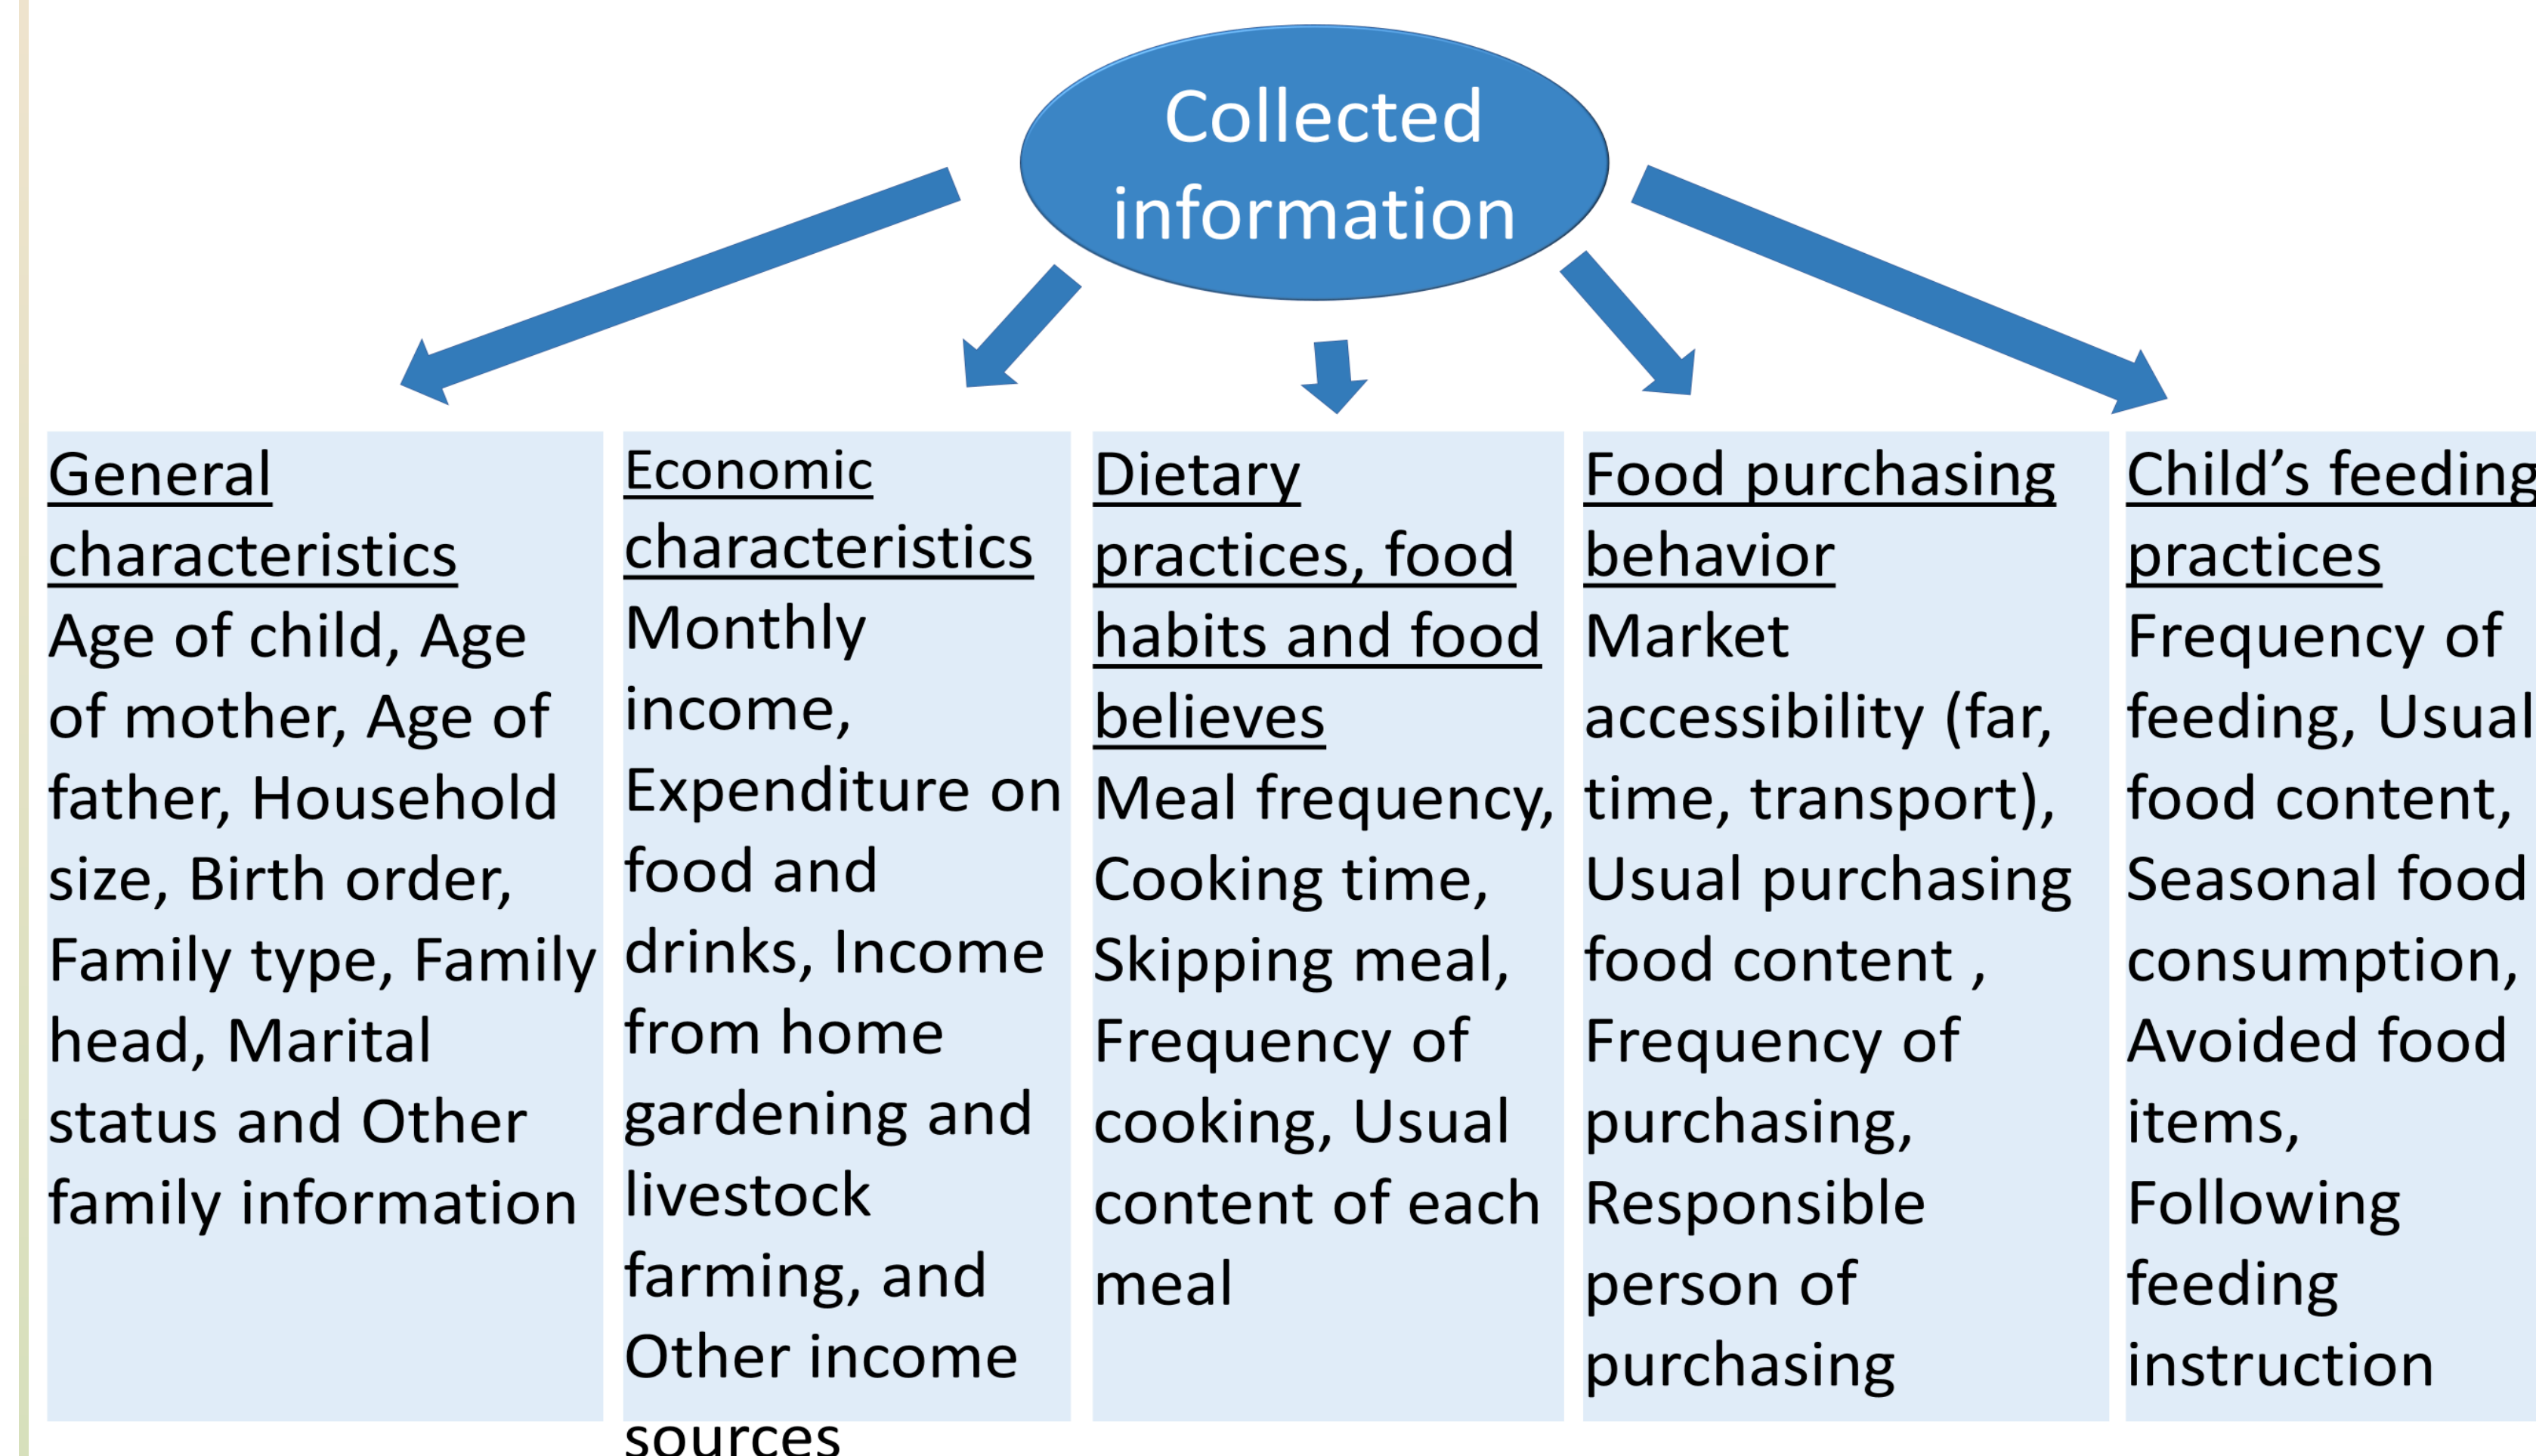 Collected
information
General
characteristics
Age of child, Age
of mother, Age of
father, Household
size, Birth order,
Family type, Family
head, Marital
status and Other
family information
Economic
characteristics
Monthly
income,
Expenditure on
food and
drinks, Income
from home
gardening and
livestock
farming, and
Other income
sources
Dietary
practices, food
habits and food
believes
Meal frequency,
Cooking time,
Skipping meal,
Frequency of
cooking, Usual
content of each
meal
Food purchasing
behavior
Market
accessibility (far,
time, transport),
Usual purchasing
food content ,
Frequency of
purchasing,
Responsible
person of
purchasing
Child’s feeding
practices
Frequency of
feeding, Usual
food content,
Seasonal food
consumption,
Avoided food
items,
Following
feeding
instruction